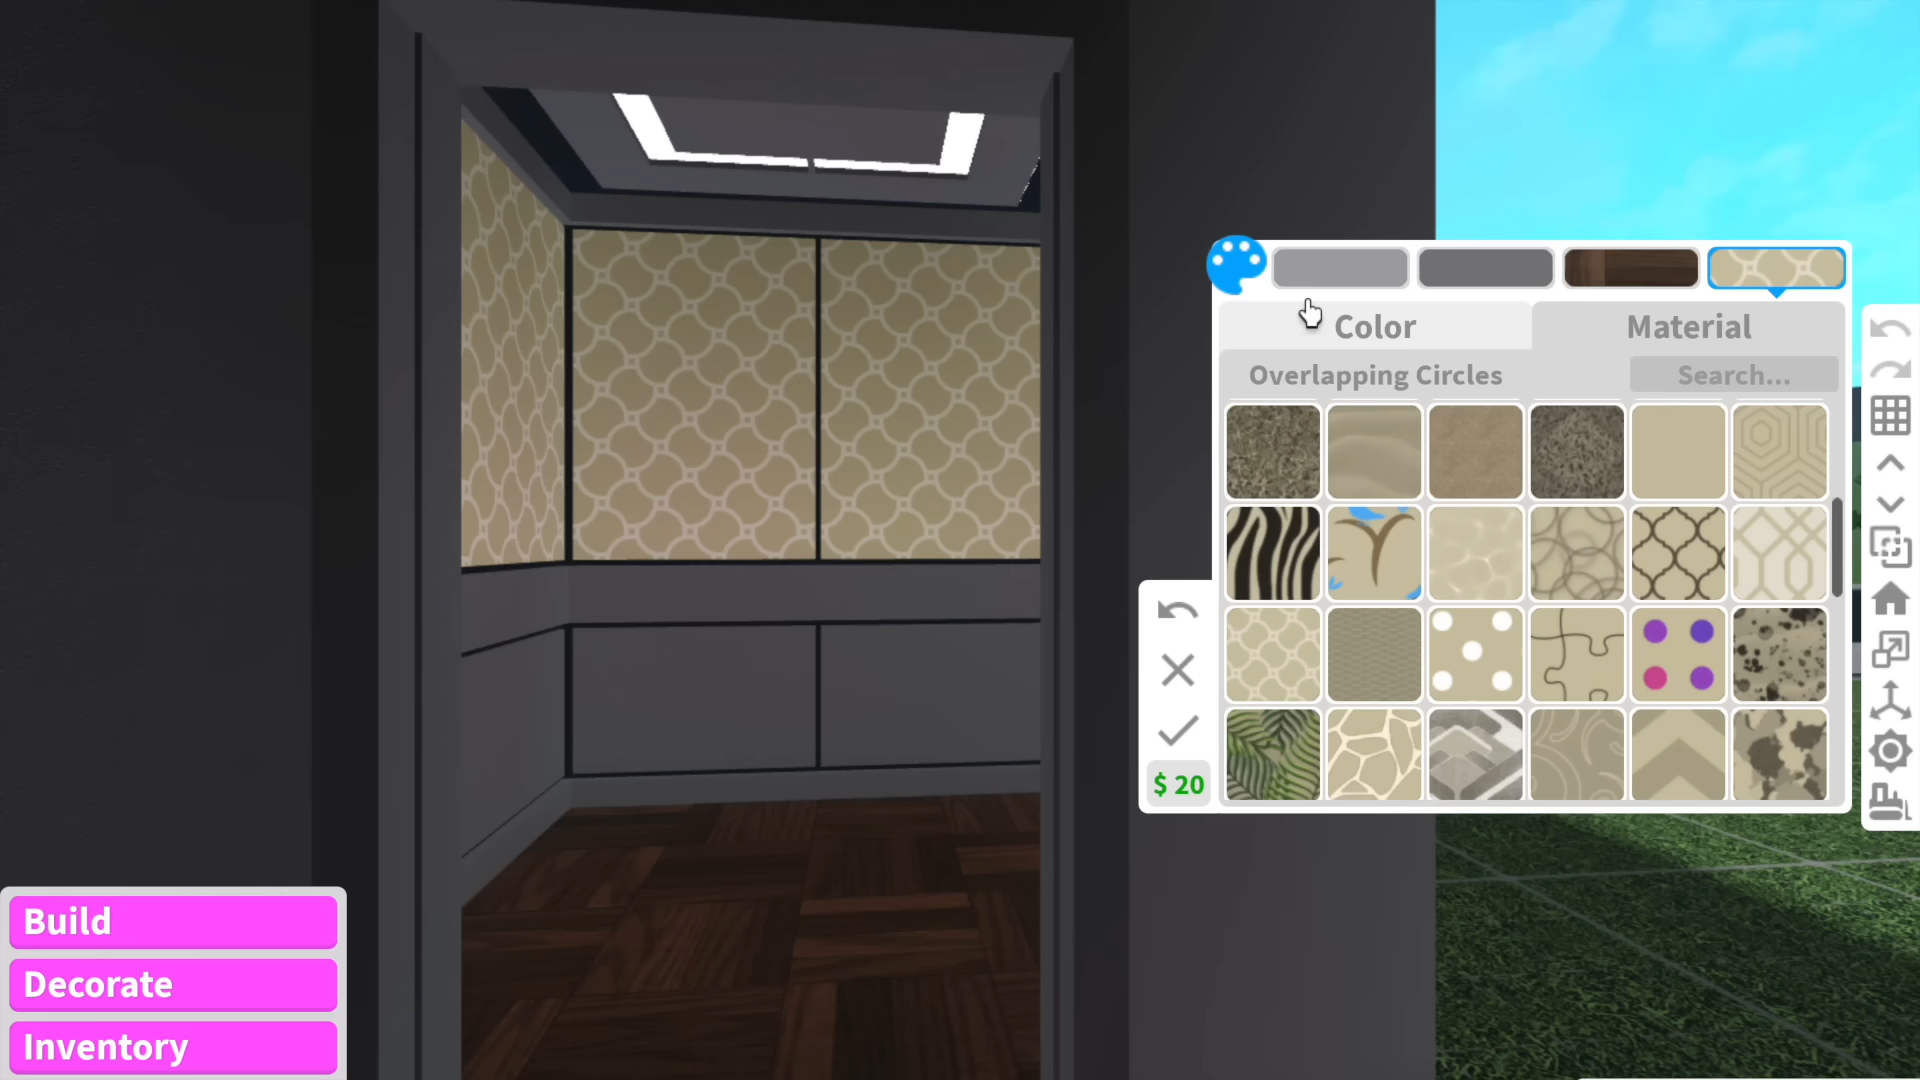 Color
Material
Overlapping Circles
Search...
$ 20
Build
Decorate
Inventory